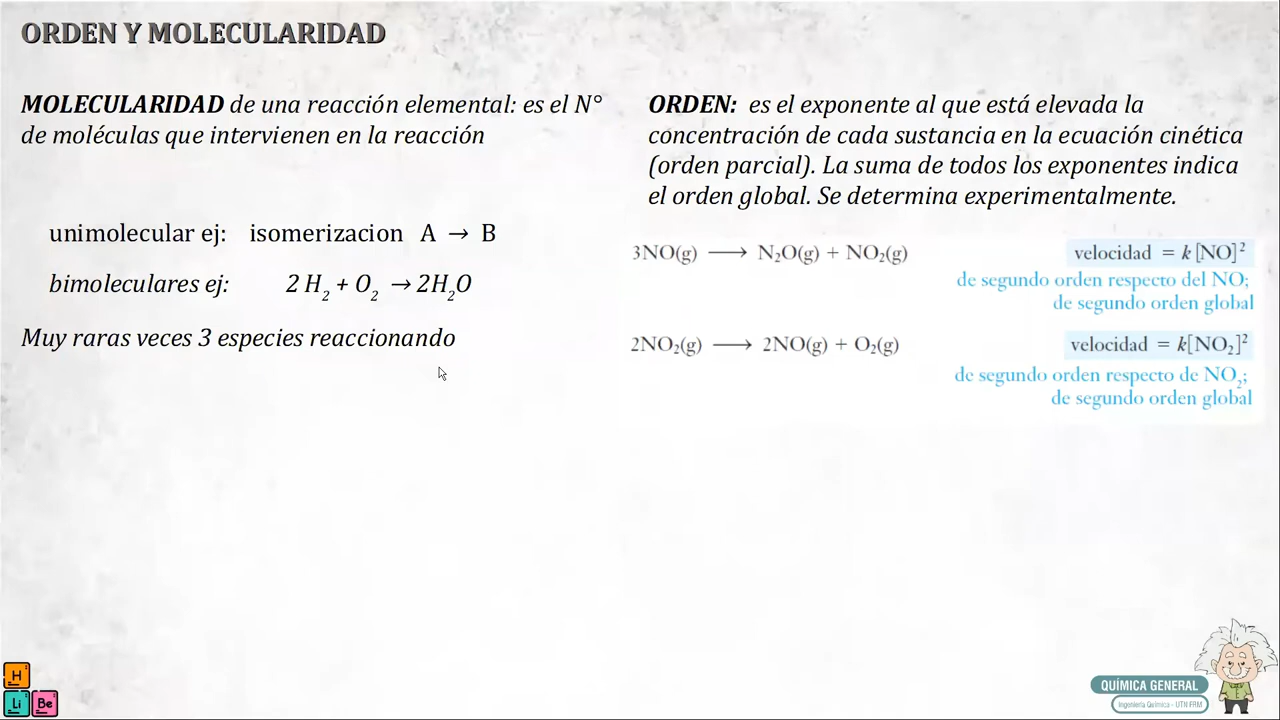 ORDEN Y MOLECULARIDAD
MOLECULARIDAD de una reacción elemental: es el N°
de moléculas que intervienen en la reacción
unimolecular ej: isomerizacion A → B
bimoleculares ej: 2 H₂ + O₂ → 2H₂O
Muy raras veces 3 especies reaccionando
ORDEN: es el exponente al que está elevada la
concentración de cada sustancia en la ecuación cinética
(orden parcial). La suma de todos los exponentes indica
el orden global. Se determina experimentalmente.
3NO(g) ⟶ N₂O(g) + NO₂(g) velocidad = k [NO]²
de segundo orden respecto del NO;
de segundo orden global
2NO₂(g) ⟶ 2NO(g) + O₂(g) velocidad = k[NO₂]²
de segundo orden respecto de NO₂;
de segundo orden global
H
Li Be
QUÍMICA GENERAL
Ingeniería Química - UTN FRM